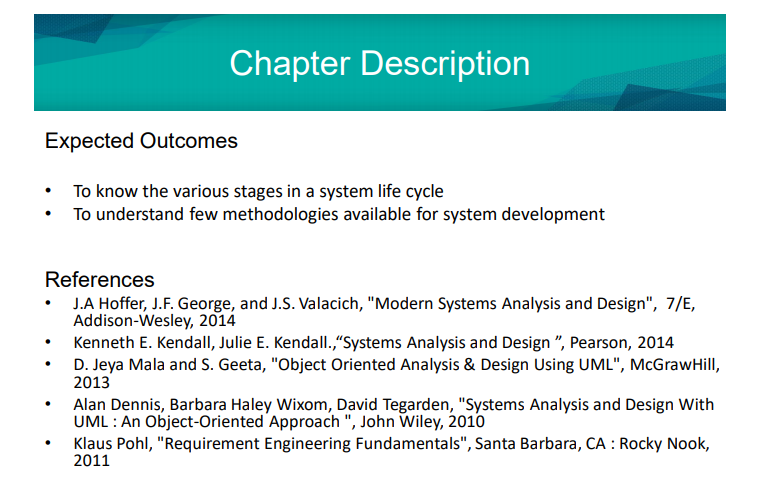 Chapter Description
Expected Outcomes
• To know the various stages in a system life cycle
• To understand few methodologies available for system development
References
• J.A Hoffer, J.F. George, and J.S. Valacich, "Modern Systems Analysis and Design", 7/E,
Addison-Wesley, 2014
• Kenneth E. Kendall, Julie E. Kendall.,“Systems Analysis and Design ”, Pearson, 2014
• D. Jeya Mala and S. Geeta, "Object Oriented Analysis & Design Using UML", McGrawHill,
2013
• Alan Dennis, Barbara Haley Wixom, David Tegarden, "Systems Analysis and Design With
UML : An Object-Oriented Approach ", John Wiley, 2010
• Klaus Pohl, "Requirement Engineering Fundamentals", Santa Barbara, CA : Rocky Nook,
2011